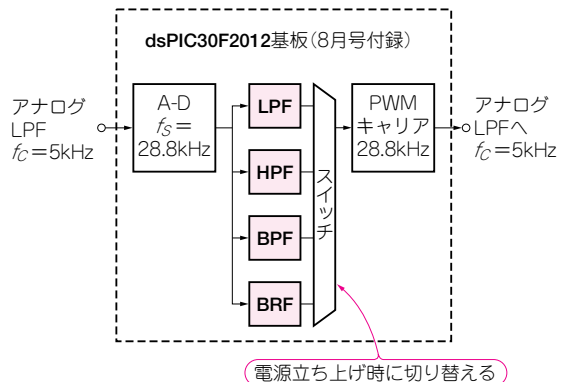 dsPIC30F2012基板(8月号付録)
アナログ
LPF
fC=5kHz
A-D
fS=
28.8kHz
LPF
HPF
BPF
BRF
スイッチ
PWM
キャリア
28.8kHz
アナログ
LPFへ
fC=5kHz
電源立ち上げ時に切り替える